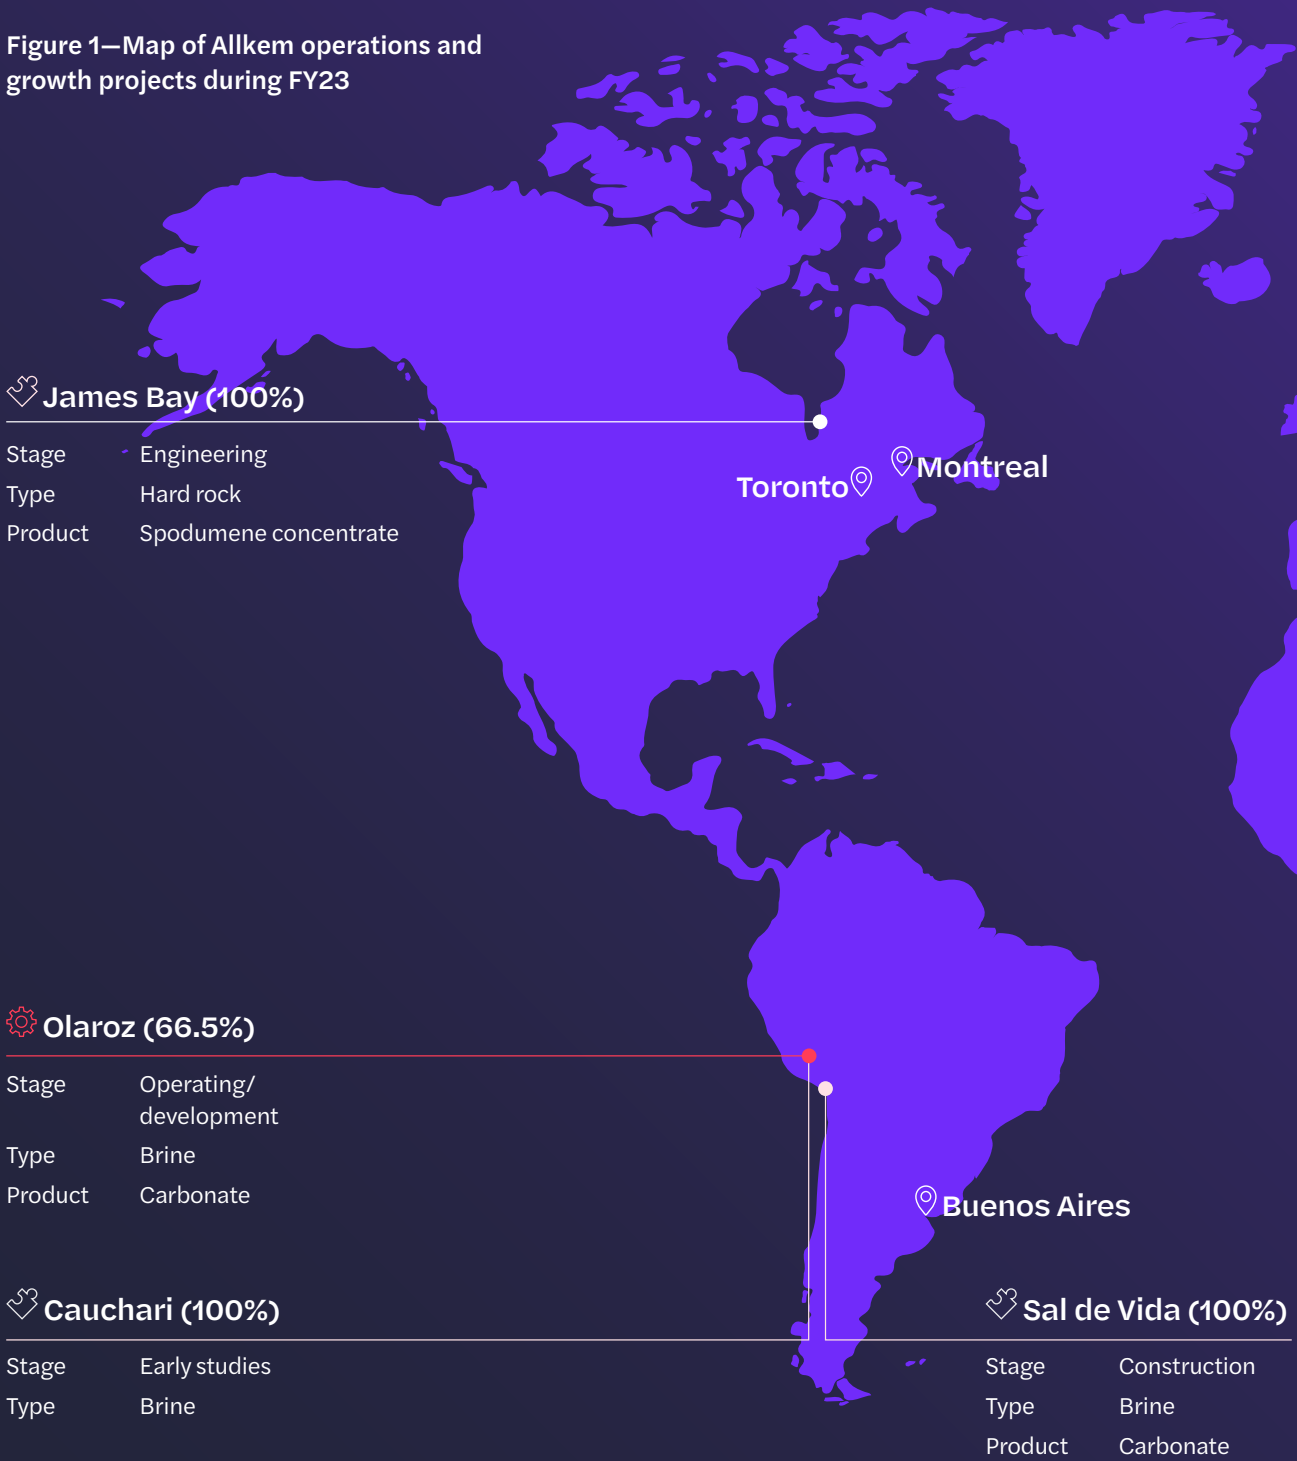 Figure 1—Map of Allkem operations and
growth projects during FY23
James Bay (100%)
Stage Engineering
Type Hard rock
Product Spodumene concentrate
Montreal
Toronto
Olaroz (66.5%)
Stage Operating/
development
Type Brine
Product Carbonate
Buenos Aires
Cauchari (100%)
Stage Early studies
Type Brine
Sal de Vida (100%)
Stage Construction
Type Brine
Product Carbonate